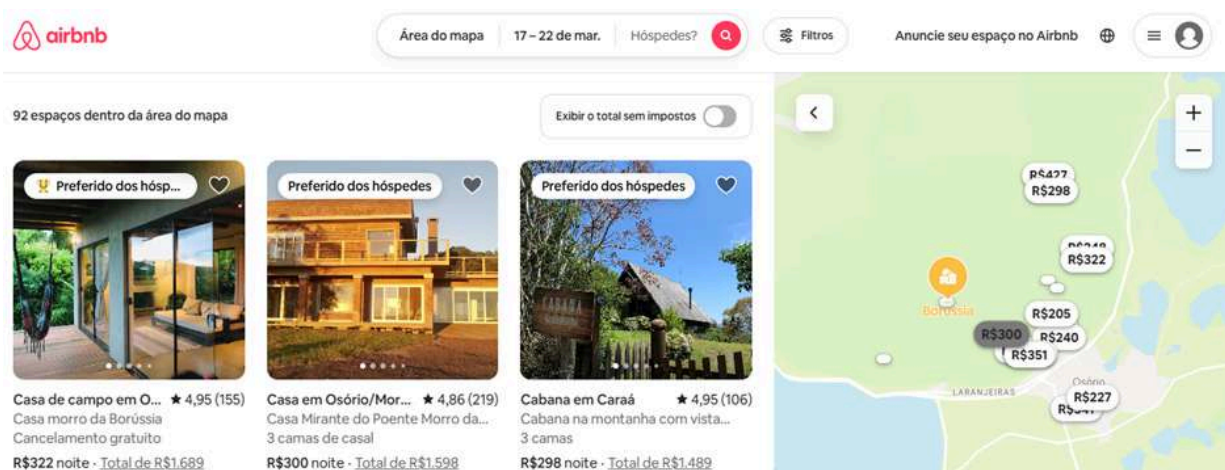 airbnb
Área do mapa
17 – 22 de mar.
Hóspedes?
Filtros
Anuncie seu espaço no Airbnb
92 espaços dentro da área do mapa
Exibir o total sem impostos
Preferido dos hósp...
Preferido dos hóspedes
Preferido dos hóspedes
Casa de campo em O... ★ 4,95 (155)
Casa morro da Borússia
Cancelamento gratuito
R$322 noite · Total de R$1.689
Casa em Osório/Mor... ★ 4,86 (219)
Casa Mirante do Poente Morro da...
3 camas de casal
R$300 noite · Total de R$1.598
Cabana em Caraá ★ 4,95 (106)
Cabana na montanha com vista...
3 camas
R$298 noite · Total de R$1.489
R$427
R$298
R$322
Borússia
R$205
R$300
R$240
R$351
LARANJEIRAS
Osório
R$227